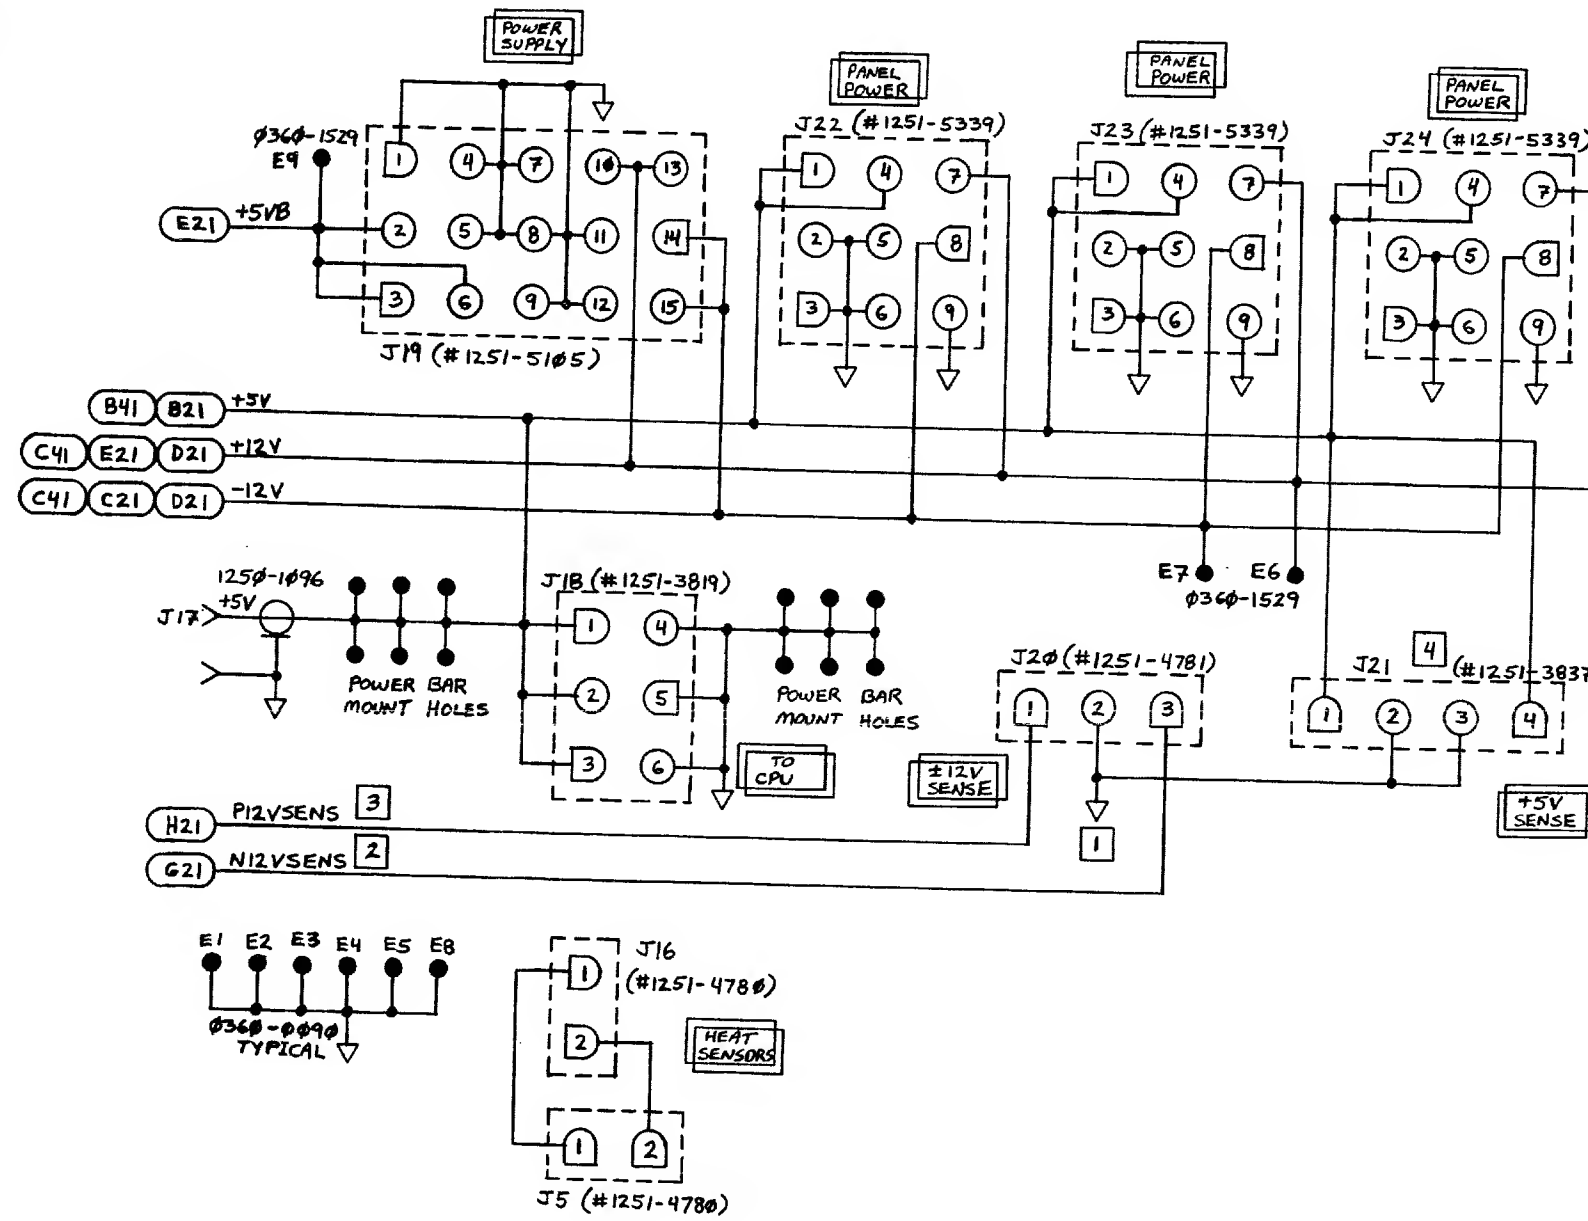 POWER
SUPPLY
PANEL
POWER
PANEL
POWER
PANEL
POWER
J22 (#1251-5339)
J23 (#1251-5339)
J24 (#1251-5339)
Ø36Ø-1529
E9
1 4 7 1Ø 13
E21 +5VB
2 5 8 11 14
3 6 9 12 15
J19 (#1251-51Ø5)
1 4 7
2 5 8
3 6 9
1 4 7
2 5 8
3 6 9
1 4 7
2 5 8
3 6 9
B41 B21 +5V
C41 E21 D21 +12V
C41 C21 D21 -12V
E7 E6
Ø36Ø-1529
125Ø-1Ø96
J17 +5V
POWER BAR
MOUNT HOLES
J18 (#1251-3819)
1 4
2 5
3 6
POWER BAR
MOUNT HOLES
TO
CPU
J2Ø (#1251-4781)
1 2 3
±12V
SENSE
1
J21 4 (#1251-3837
1 2 3 4
+5V
SENSE
H21 P12VSENS 3
G21 N12VSENS 2
E1 E2 E3 E4 E5 E8
Ø36Ø-ØØ9Ø
TYPICAL
J16
(#1251-478Ø)
1
2
HEAT
SENSORS
1 2
J5 (#1251-478Ø)